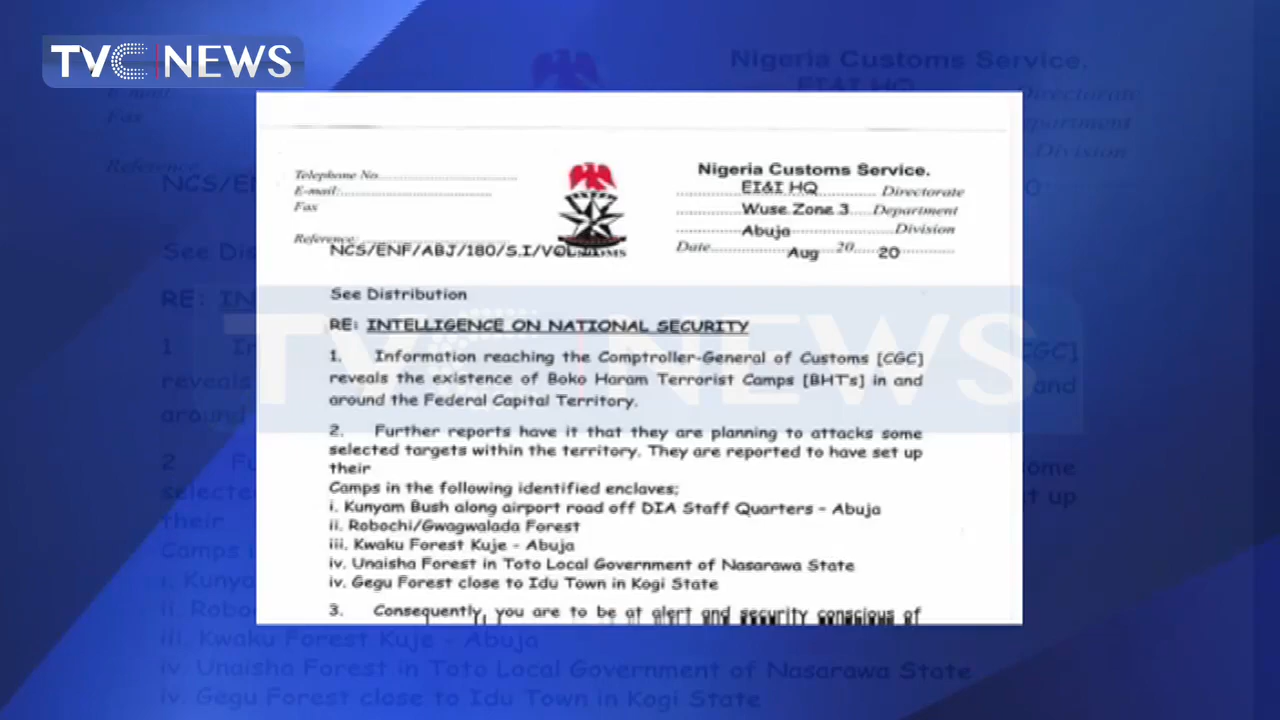 TVC NEWS
Telephone No
E-mail:
Fax
Reference:
NCS/ENF/ABJ/180/S.I/VOL
Nigeria Customs Service.
EI&I HQ Directorate
Wuse Zone 3 Department
Abuja Division
Date Aug 20 20
See Distribution
RE: INTELLIGENCE ON NATIONAL SECURITY
1. Information reaching the Comptroller-General of Customs [CGC]
reveals the existence of Boko Haram Terrorist Camps [BHT's] in and
around the Federal Capital Territory.
2. Further reports have it that they are planning to attacks some
selected targets within the territory. They are reported to have set up
their
Camps in the following identified enclaves;
i. Kunyam Bush along airport road off DIA Staff Quarters - Abuja
ii. Robochi/Gwagwalada Forest
iii. Kwaku Forest Kuje - Abuja
iv. Unaisha Forest in Toto Local Government of Nasarawa State
iv. Gegu Forest close to Idu Town in Kogi State
3. Consequently, you are to be at alert and security conscious of
TVC NEWS